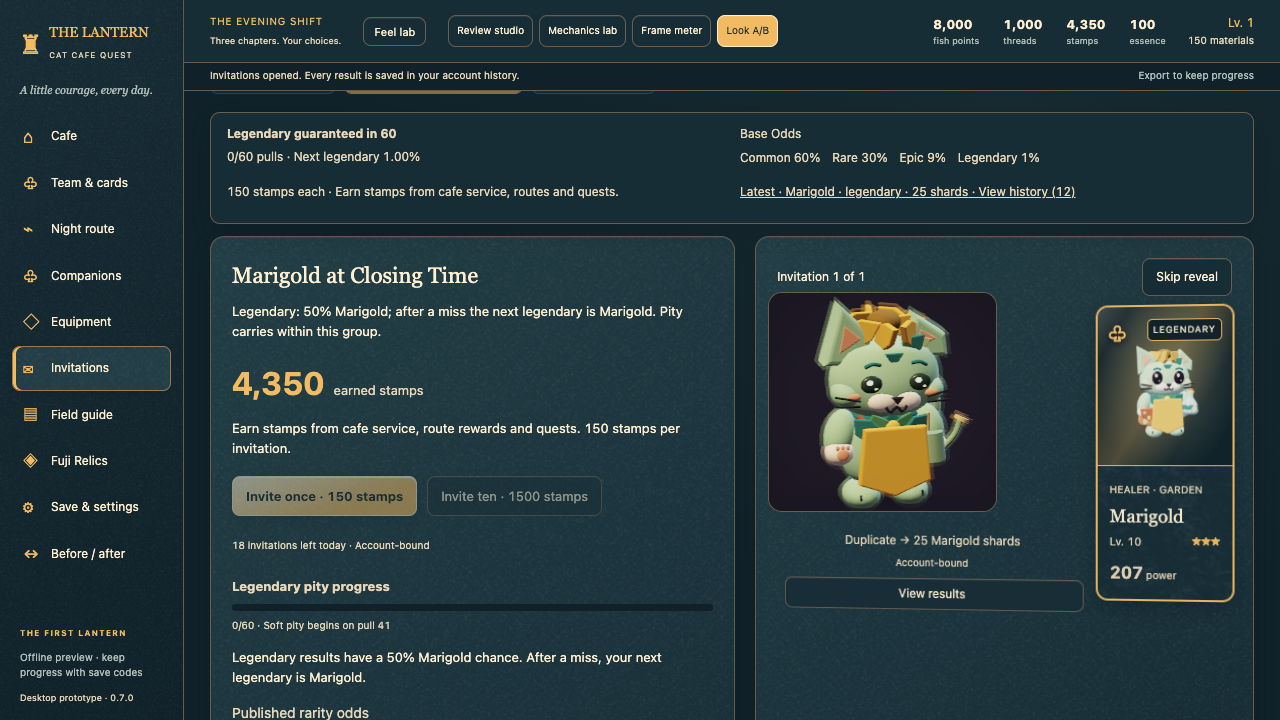 THE LANTERN
CAT CAFE QUEST
A little courage, every day.
Cafe
Team & cards
Night route
Companions
Equipment
Invitations
Field guide
Fuji Relics
Save & settings
Before / after
THE FIRST LANTERN
Offline preview · keep
progress with save codes
Desktop prototype · 0.7.0
THE EVENING SHIFT
Three chapters. Your choices.
Feel lab
Review studio
Mechanics lab
Frame meter
Look A/B
8,000
fish points
1,000
threads
4,350
stamps
100
essence
Lv. 1
150 materials
Invitations opened. Every result is saved in your account history.
Export to keep progress
Legendary guaranteed in 60
0/60 pulls · Next legendary 1.00%
150 stamps each · Earn stamps from cafe service, routes and quests.
Base Odds
Common 60% Rare 30% Epic 9% Legendary 1%
Latest · Marigold · legendary · 25 shards · View history (12)
Marigold at Closing Time
Legendary: 50% Marigold; after a miss the next legendary is Marigold. Pity
carries within this group.
4,350 earned stamps
Earn stamps from cafe service, route rewards and quests. 150 stamps per
invitation.
Invite once · 150 stamps
Invite ten · 1500 stamps
18 invitations left today · Account-bound
Legendary pity progress
0/60 · Soft pity begins on pull 41
Legendary results have a 50% Marigold chance. After a miss, your next
legendary is Marigold.
Published rarity odds
Invitation 1 of 1
Skip reveal
Duplicate → 25 Marigold shards
Account-bound
View results
LEGENDARY
HEALER · GARDEN
Marigold
Lv. 10 ★★★
207 power